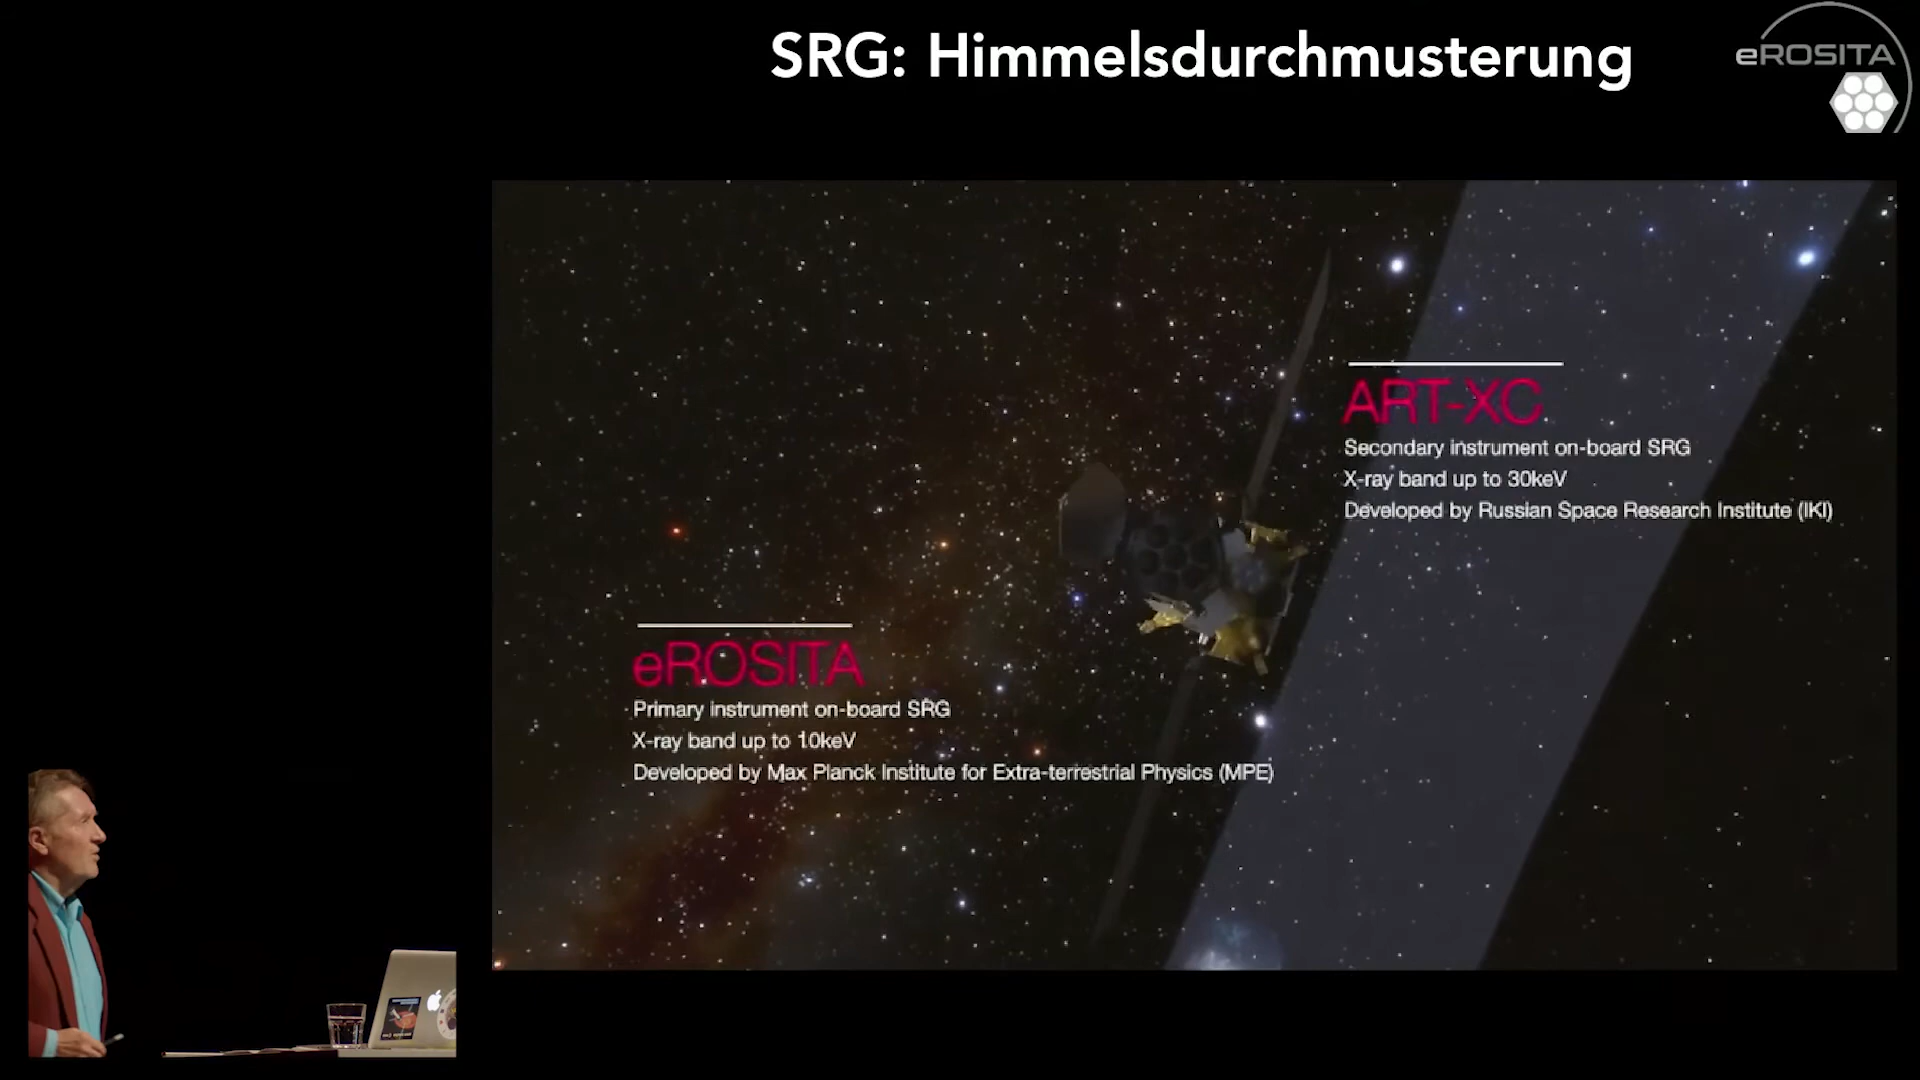 SRG: Himmelsdurchmusterung
eROSITA
ART-XC
Secondary instrument on-board SRG
X-ray band up to 30keV
Developed by Russian Space Research Institute (IKI)
eROSITA
Primary instrument on-board SRG
X-ray band up to 10keV
Developed by Max Planck Institute for Extra-terrestrial Physics (MPE)